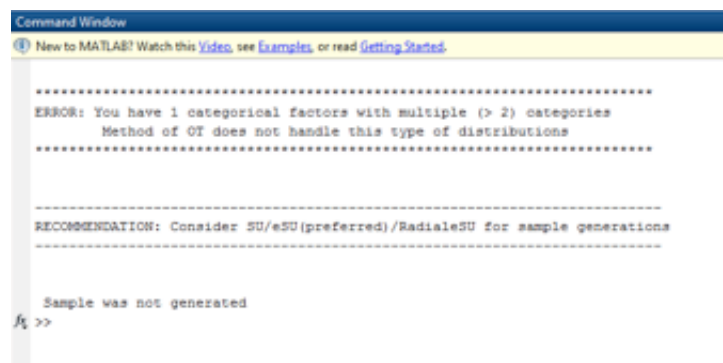 Command Window
New to MATLAB? Watch this Video, see Examples, or read Getting Started.
************************************************************************
ERROR: You have 1 categorical factors with multiple (> 2) categories
Method of OT does not handle this type of distributions
************************************************************************
-------------------------------------------------------------------------
RECOMMENDATION: Consider SU/eSU(preferred)/RadialeSU for sample generations
-------------------------------------------------------------------------
Sample was not generated
fx >>